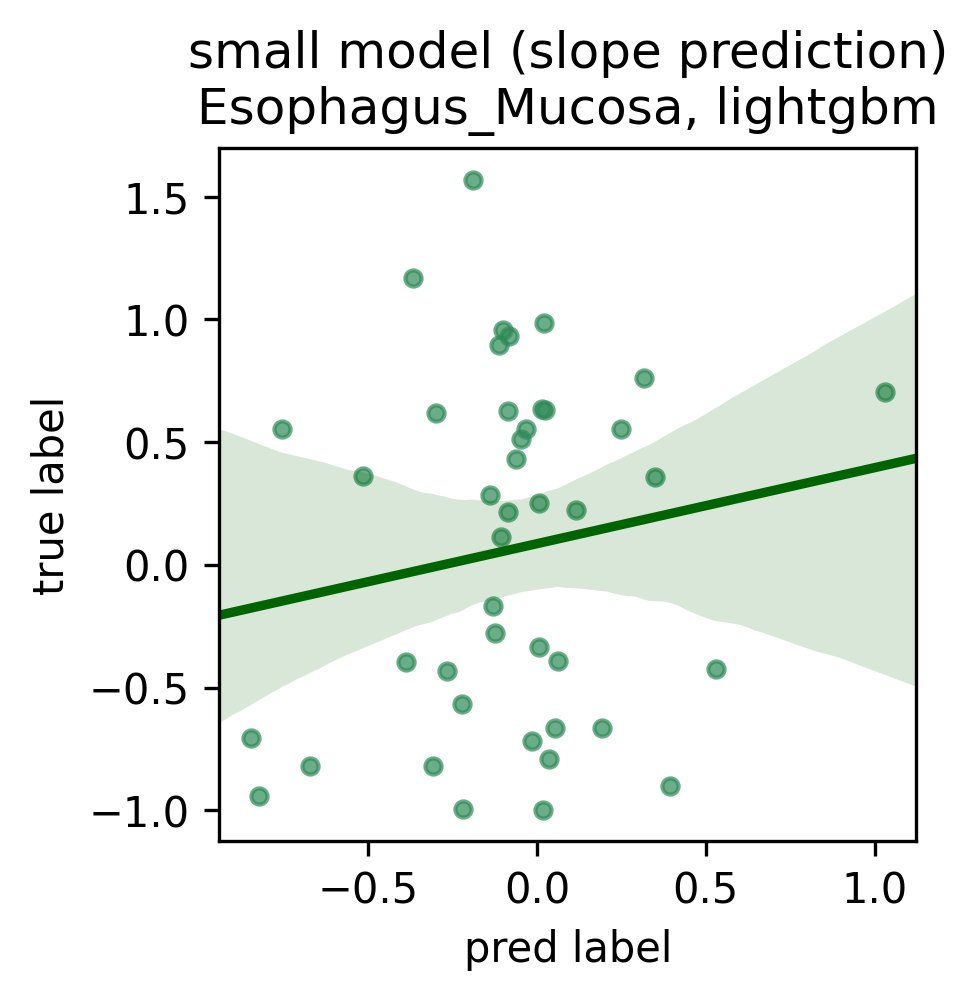 small model (slope prediction)
Esophagus_Mucosa, lightgbm
1.5
1.0
0.5
0.0
−0.5
−1.0
true label
−0.5 0.0 0.5 1.0
pred label